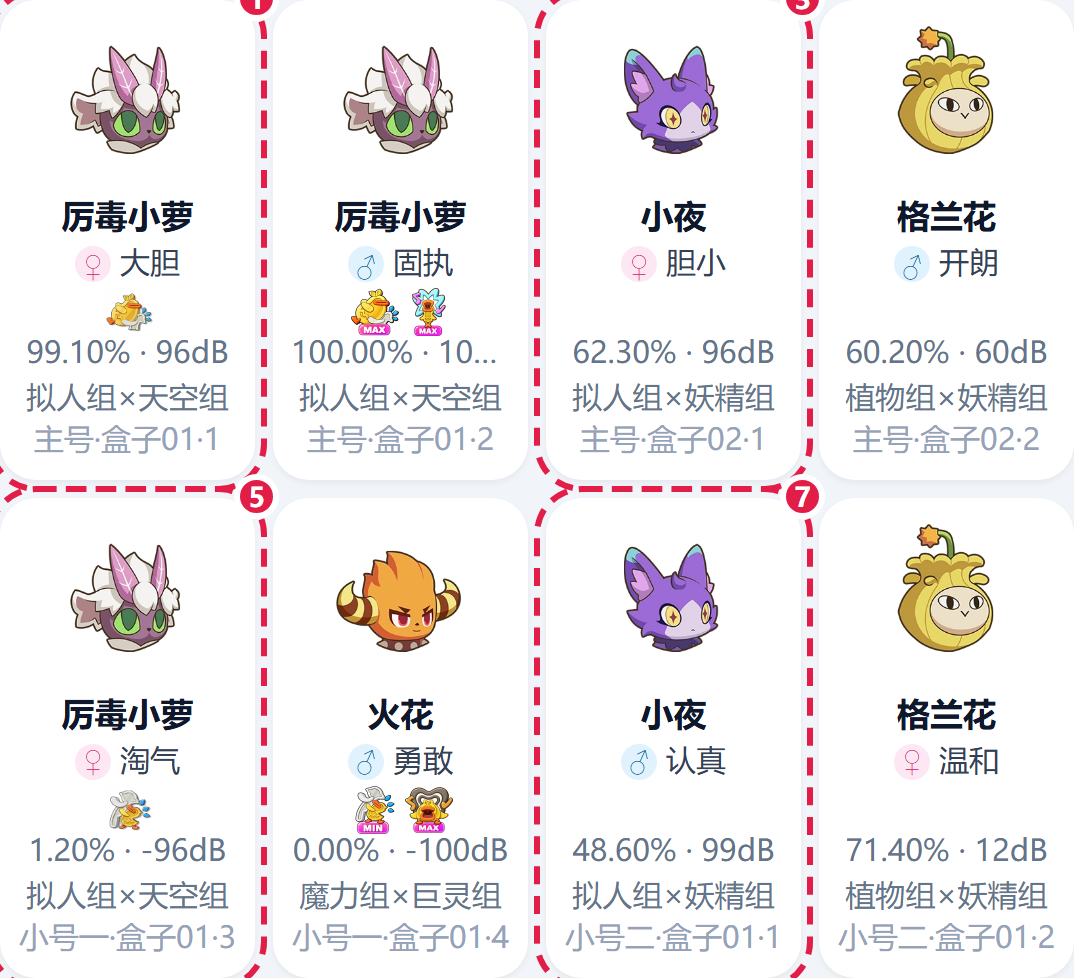 1
3
厉毒小萝
♀ 大胆
99.10% · 96dB
拟人组×天空组
主号·盒子01·1
厉毒小萝
♂ 固执
MAX MAX
100.00% · 10...
拟人组×天空组
主号·盒子01·2
小夜
♀ 胆小
62.30% · 96dB
拟人组×妖精组
主号·盒子02·1
格兰花
♂ 开朗
60.20% · 60dB
植物组×妖精组
主号·盒子02·2
5
7
厉毒小萝
♀ 淘气
1.20% · -96dB
拟人组×天空组
小号一·盒子01·3
火花
♂ 勇敢
MIN MAX
0.00% · -100dB
魔力组×巨灵组
小号一·盒子01·4
小夜
♂ 认真
48.60% · 99dB
拟人组×妖精组
小号二·盒子01·1
格兰花
♀ 温和
71.40% · 12dB
植物组×妖精组
小号二·盒子01·2